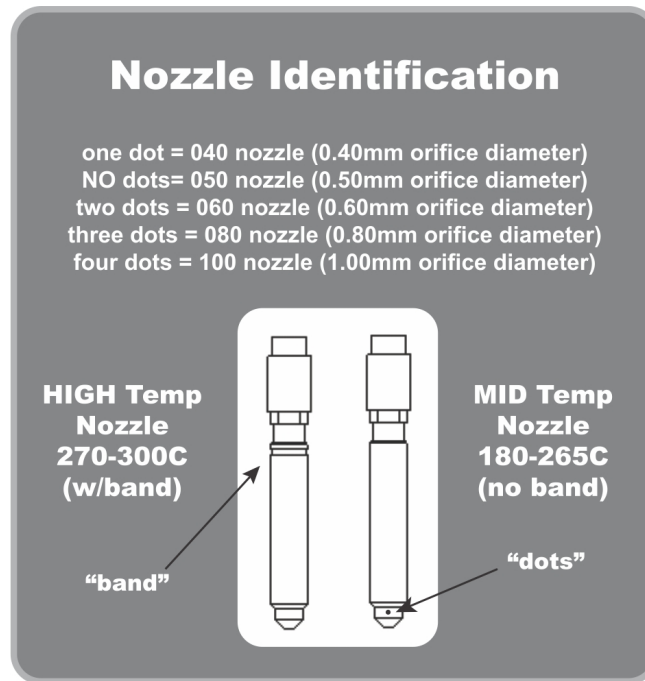 Nozzle Identification
one dot = 040 nozzle (0.40mm orifice diameter)
NO dots= 050 nozzle (0.50mm orifice diameter)
two dots = 060 nozzle (0.60mm orifice diameter)
three dots = 080 nozzle (0.80mm orifice diameter)
four dots = 100 nozzle (1.00mm orifice diameter)
HIGH Temp
Nozzle
270-300C
(w/band)
“band”
MID Temp
Nozzle
180-265C
(no band)
“dots”